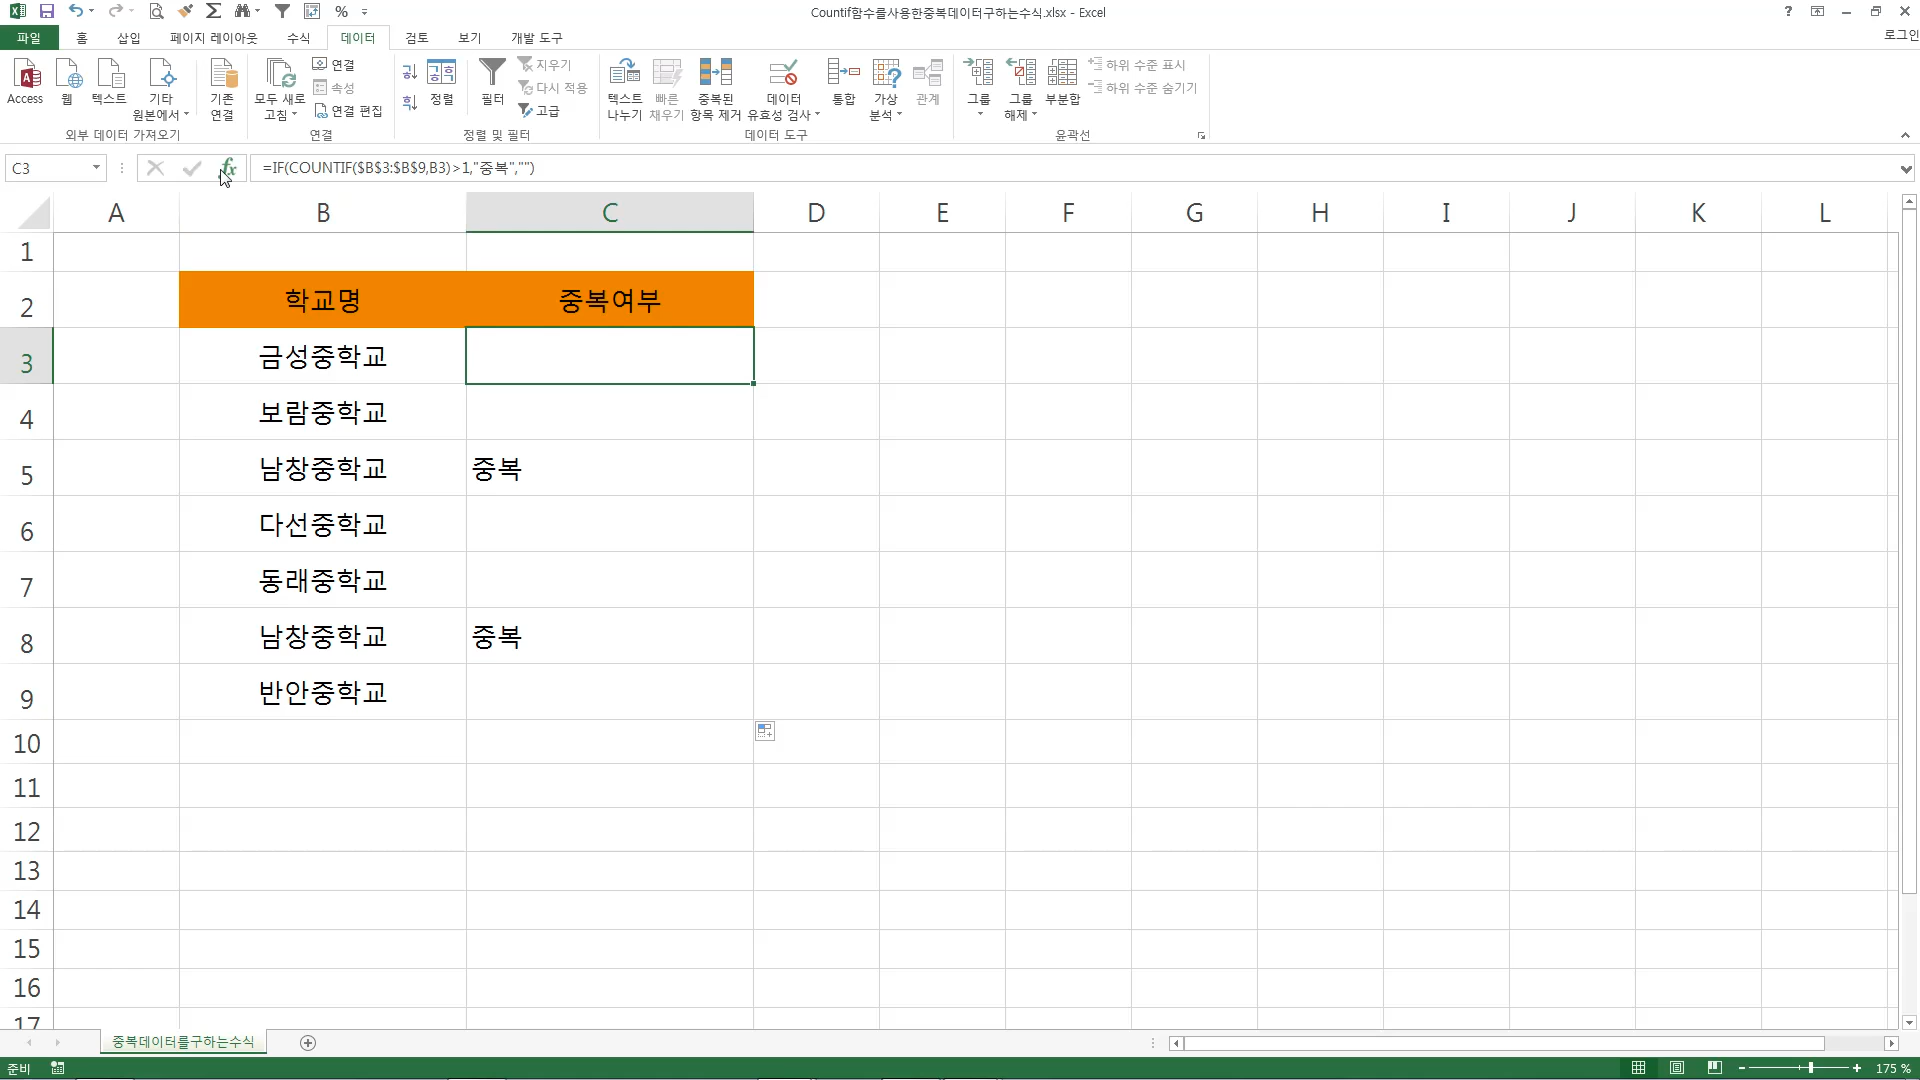 Countif함수를사용한중복데이터구하는수식.xlsx - Excel
파일 홈 삽입 페이지 레이아웃 수식 데이터 검토 보기 개발 도구 로그인
Access 웹 텍스트 기타 원본에서 기존 연결 모두 새로 고침 연결 속성 연결 편집 정렬 필터 지우기 다시 적용 고급 텍스트 나누기 빠른 채우기 중복된 항목 제거 데이터 유효성 검사 통합 가상 분석 관계 그룹 그룹 해제 부분합 하위 수준 표시 하위 수준 숨기기
외부 데이터 가져오기 연결 정렬 및 필터 데이터 도구 윤곽선
C3 fx =IF(COUNTIF($B$3:$B$9,B3)>1,"중복","")
A B C D E F G H I J K L
1
2 학교명 중복여부
3 금성중학교
4 보람중학교
5 남창중학교 중복
6 다선중학교
7 동래중학교
8 남창중학교 중복
9 반안중학교
10
11
12
13
14
15
16
17
중복데이터를구하는수식
준비 175 %